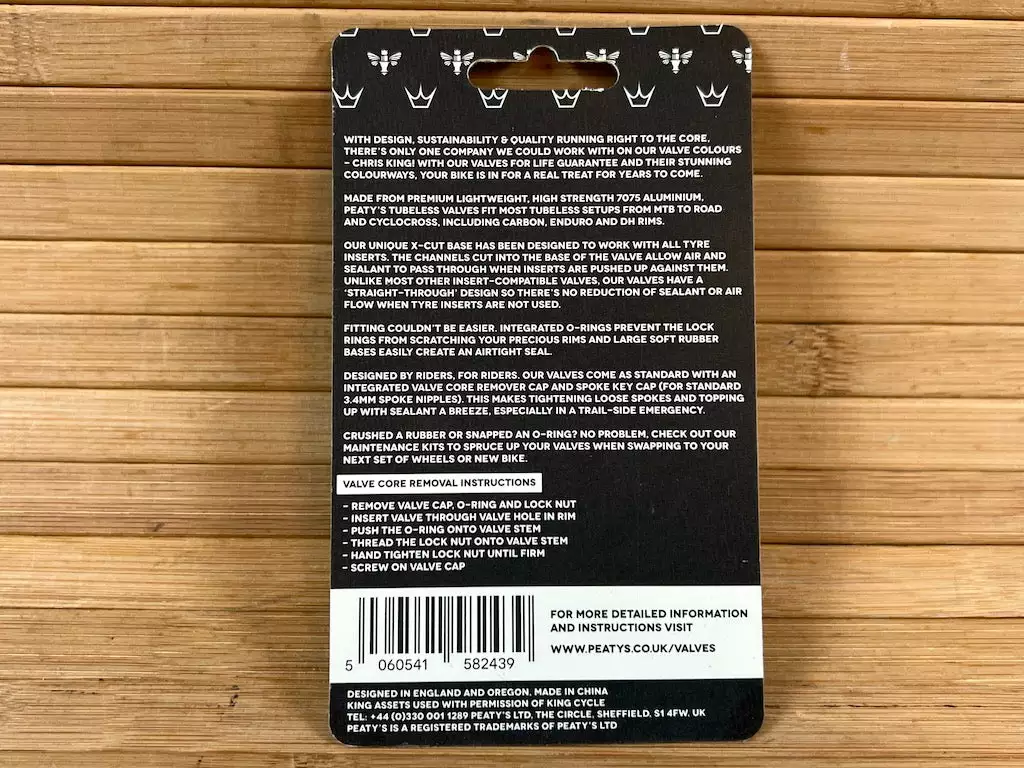 WITH DESIGN, SUSTAINABILITY & QUALITY RUNNING RIGHT TO THE CORE,
THERE'S ONLY ONE COMPANY WE COULD WORK WITH ON OUR VALVE COLOURS
- CHRIS KING! WITH OUR VALVES FOR LIFE GUARANTEE AND THEIR STUNNING
COLOURWAYS, YOUR BIKE IS IN FOR A REAL TREAT FOR YEARS TO COME.
MADE FROM PREMIUM LIGHTWEIGHT, HIGH STRENGTH 7075 ALUMINIUM,
PEATY'S TUBELESS VALVES FIT MOST TUBELESS SETUPS FROM MTB TO ROAD
AND CYCLOCROSS, INCLUDING CARBON, ENDURO AND DH RIMS.
OUR UNIQUE X-CUT BASE HAS BEEN DESIGNED TO WORK WITH ALL TYRE
INSERTS. THE CHANNELS CUT INTO THE BASE OF THE VALVE ALLOW AIR AND
SEALANT TO PASS THROUGH WHEN INSERTS ARE PUSHED UP AGAINST THEM.
UNLIKE MOST OTHER INSERT-COMPATIBLE VALVES, OUR VALVES HAVE A
'STRAIGHT-THROUGH' DESIGN SO THERE'S NO REDUCTION OF SEALANT OR AIR
FLOW WHEN TYRE INSERTS ARE NOT USED.
FITTING COULDN'T BE EASIER. INTEGRATED O-RINGS PREVENT THE LOCK
RINGS FROM SCRATCHING YOUR PRECIOUS RIMS AND LARGE SOFT RUBBER
BASES EASILY CREATE AN AIRTIGHT SEAL.
DESIGNED BY RIDERS, FOR RIDERS. OUR VALVES COME AS STANDARD WITH AN
INTEGRATED VALVE CORE REMOVER CAP AND SPOKE KEY CAP (FOR STANDARD
3.4MM SPOKE NIPPLES). THIS MAKES TIGHTENING LOOSE SPOKES AND TOPPING
UP WITH SEALANT A BREEZE, ESPECIALLY IN A TRAIL-SIDE EMERGENCY.
CRUSHED A RUBBER OR SNAPPED AN O-RING? NO PROBLEM, CHECK OUT OUR
MAINTENANCE KITS TO SPRUCE UP YOUR VALVES WHEN SWAPPING TO YOUR
NEXT SET OF WHEELS OR NEW BIKE.
VALVE CORE REMOVAL INSTRUCTIONS
- REMOVE VALVE CAP, O-RING AND LOCK NUT
- INSERT VALVE THROUGH VALVE HOLE IN RIM
- PUSH THE O-RING ONTO VALVE STEM
- THREAD THE LOCK NUT ONTO VALVE STEM
- HAND TIGHTEN LOCK NUT UNTIL FIRM
- SCREW ON VALVE CAP
5 060541 582439
FOR MORE DETAILED INFORMATION
AND INSTRUCTIONS VISIT
WWW.PEATYS.CO.UK/VALVES
DESIGNED IN ENGLAND AND OREGON. MADE IN CHINA
KING ASSETS USED WITH PERMISSION OF KING CYCLE
TEL: +44 (0)330 001 1289 PEATY'S LTD, THE CIRCLE, SHEFFIELD, S1 4FW, UK
PEATY'S IS A REGISTERED TRADEMARKS OF PEATY'S LTD